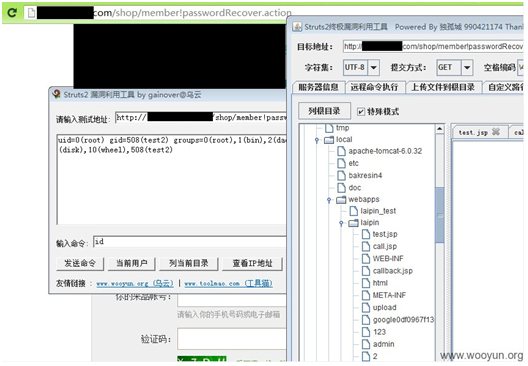 .com/shop/member!passwordRecover.action
Struts2 漏洞利用工具 by gainover@乌云
请输入测试地址:
http://
/shop/member!passw
uid=0(root) gid=508(test2) groups=0(root),1(bin),2(dae
(disk),10(wheel),508(test2)
输入命令:
id
发送命令
当前用户
列当前目录
查看IP地址
友情链接 :
www.wooyun.org (乌云)
|
www.toolmao.com (工具猫)
请输入你的手机号码或电子邮箱
验证码:
Struts2终极漏洞利用工具 Powered By 独孤城 990421174 Than
目标地址:
http://
.com/shop/member!passwordReco
字符集:
UTF-8
提交方式:
GET
空格编码
服务器信息
远程命令执行
上传文件到根目录
自定义路
列根目录
特殊模式
test.jsp
cal
tmp
local
apache-tomcat-6.0.32
etc
bakresin4
doc
webapps
laipin_test
laipin
test.jsp
call.jsp
WEB-INF
callback.jsp
html
META-INF
upload
google0df0967f13
123
admin
2
www.wooyun.org